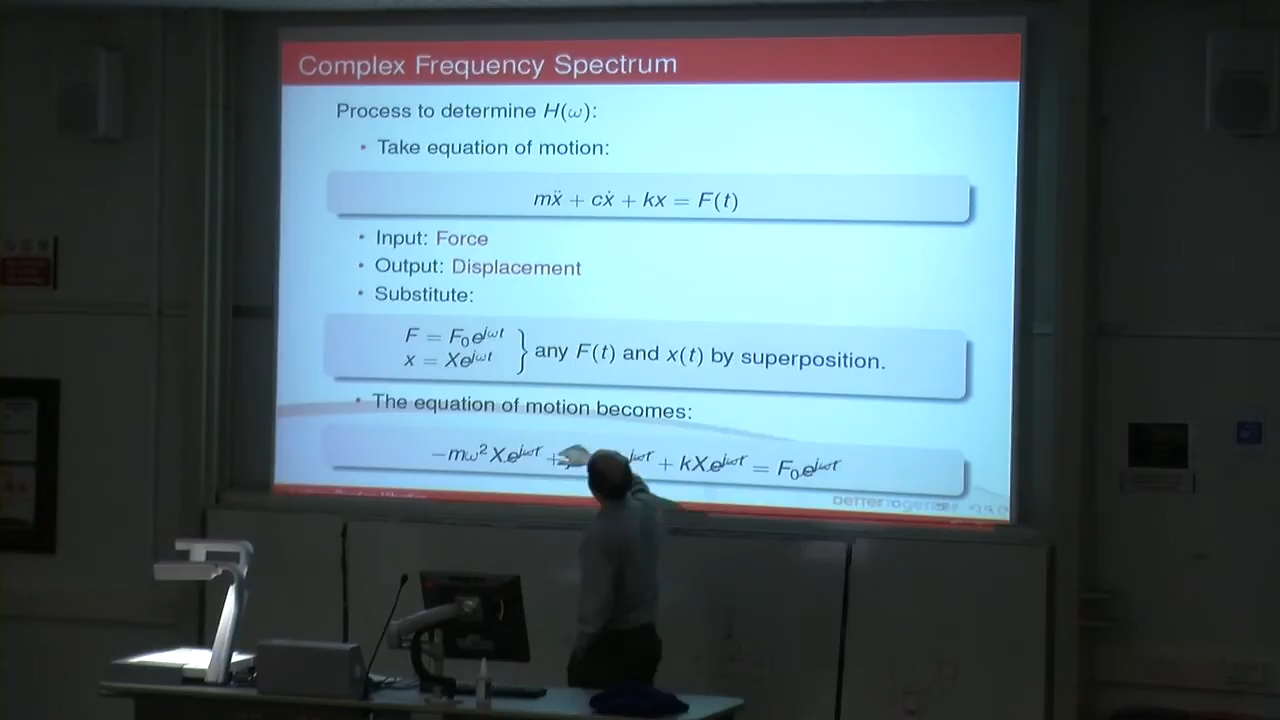 Complex Frequency Spectrum
Process to determine H(ω):
• Take equation of motion:
mẍ + cẋ + kx = F(t)
• Input: Force
• Output: Displacement
• Substitute:
F = F₀e^{jωt}
x = Xe^{jωt}
} any F(t) and x(t) by superposition.
• The equation of motion becomes:
−mω²Xe^{jωt} + e^{jωt} + kXe^{jωt} = F₀e^{jωt}